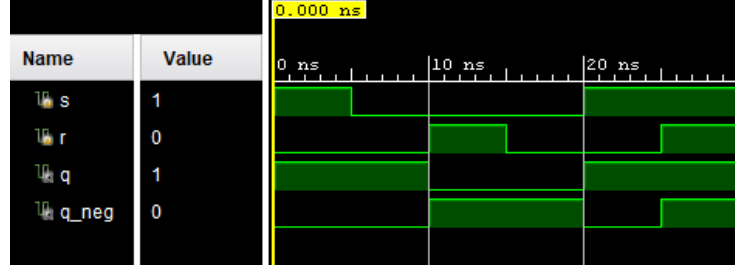 0.000 ns
Name Value 0 ns 10 ns 20 ns
s 1
r 0
q 1
q_neg 0